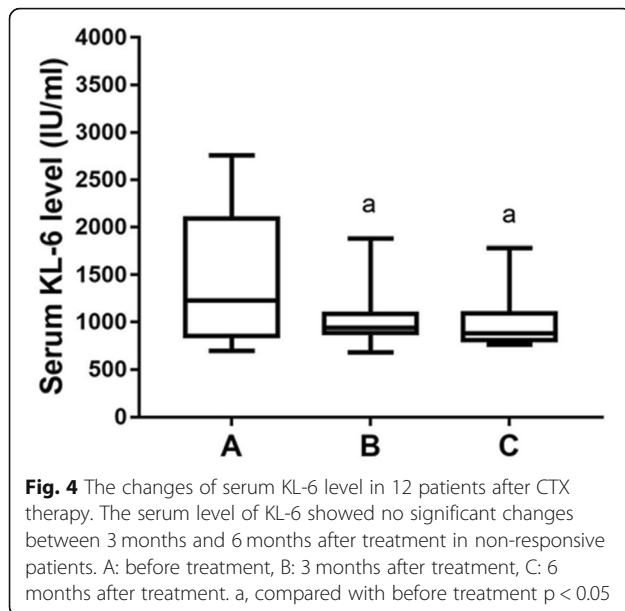 4000
3500
3000
2500
2000
1500
1000
500
0
Serum KL-6 level (IU/ml)
a
a
A
B
C
Fig. 4 The changes of serum KL-6 level in 12 patients after CTX
therapy. The serum level of KL-6 showed no significant changes
between 3 months and 6 months after treatment in non-responsive
patients. A: before treatment, B: 3 months after treatment, C: 6
months after treatment. a, compared with before treatment p < 0.05